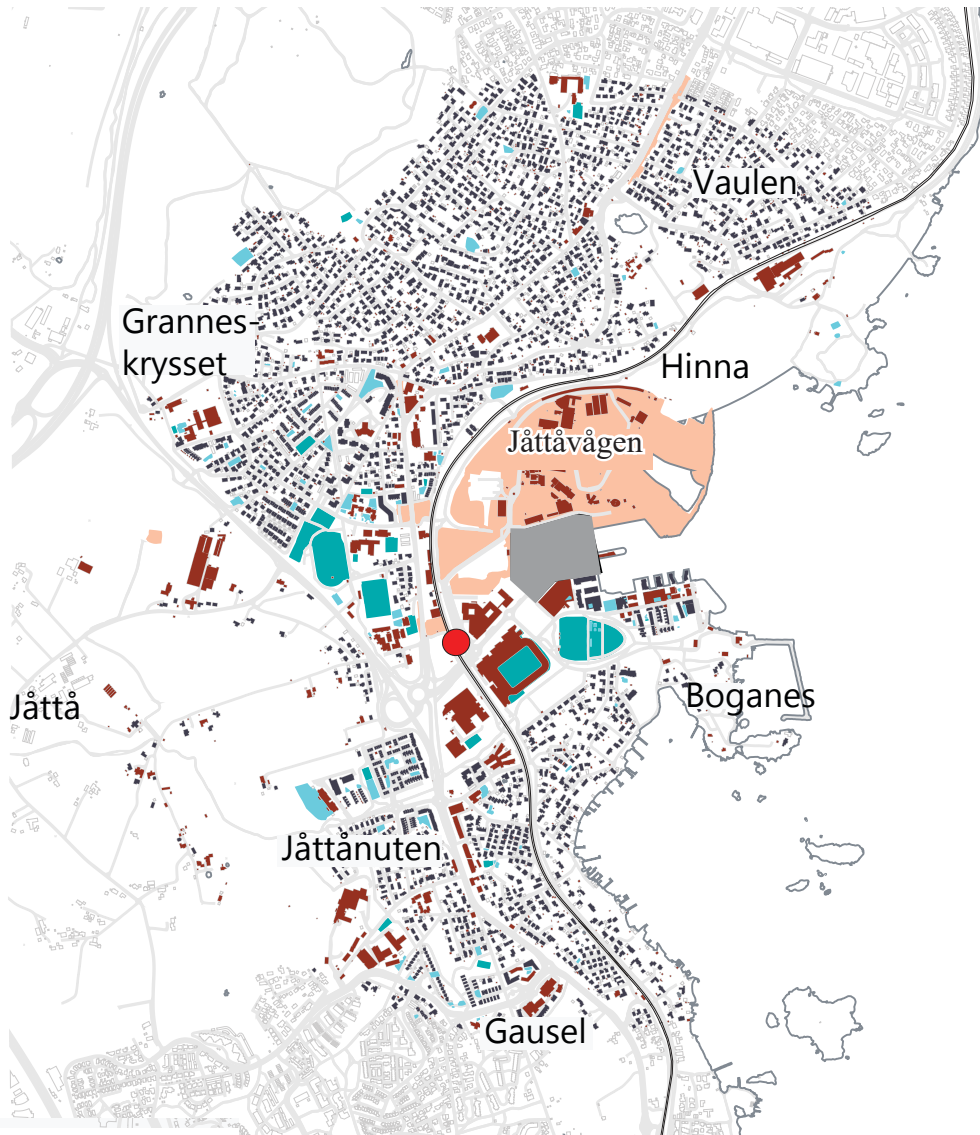 Vaulen
Grannes-
krysset
Hinna
Jåttåvågen
Jåttå
Boganes
Jåttånuten
Gausel